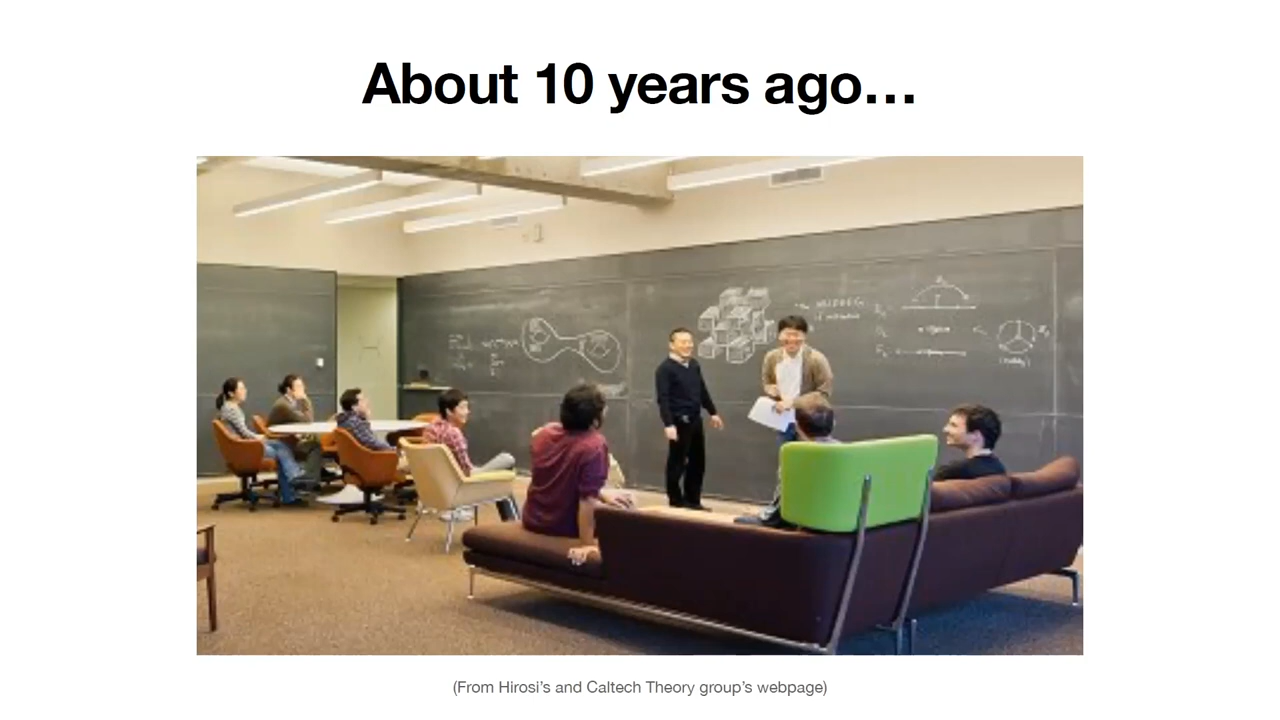 About 10 years ago…
(From Hirosi's and Caltech Theory group's webpage)